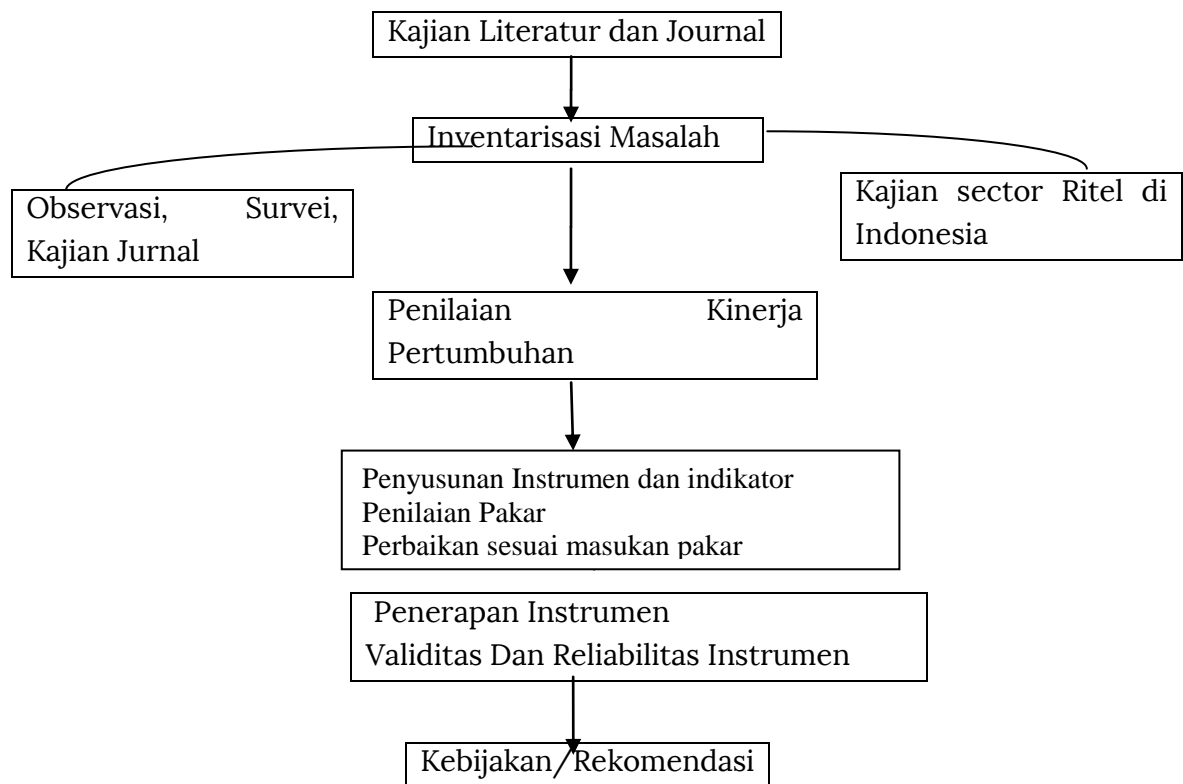 Kajian Literatur dan Journal
Inventarisasi Masalah
Observasi, Survei,
Kajian Jurnal
Kajian sector Ritel di
Indonesia
Penilaian Kinerja
Pertumbuhan
Penyusunan Instrumen dan indikator
Penilaian Pakar
Perbaikan sesuai masukan pakar
Penerapan Instrumen
Validitas Dan Reliabilitas Instrumen
Kebijakan/Rekomendasi